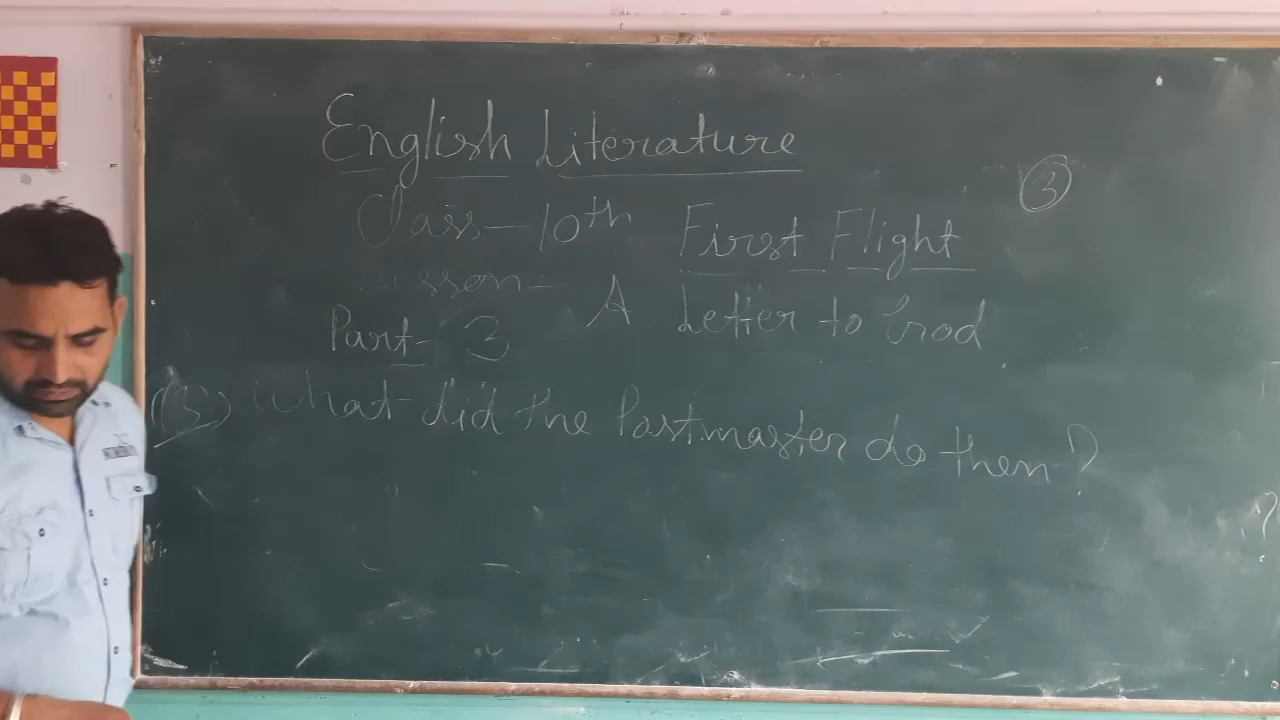 English Literature
3
Class-10th First Flight
Lesson- A Letter to God
Part- 3
(3) What did the Postmaster do then?
?